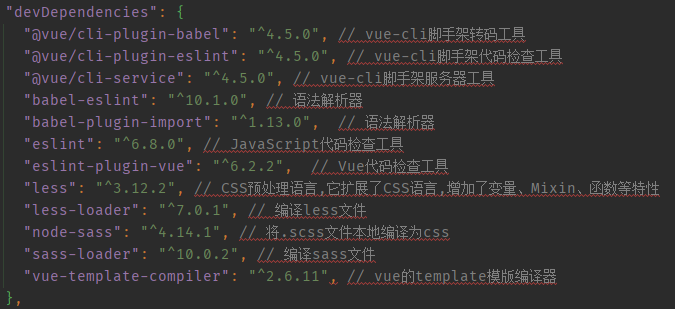 "devDependencies": {
"@vue/cli-plugin-babel": "^4.5.0", // vue-cli脚手架转码工具
"@vue/cli-plugin-eslint": "^4.5.0", // vue-cli脚手架代码检查工具
"@vue/cli-service": "^4.5.0", // vue-cli脚手架服务器工具
"babel-eslint": "^10.1.0", // 语法解析器
"babel-plugin-import": "^1.13.0",  // 语法解析器
"eslint": "^6.8.0", // JavaScript代码检查工具
"eslint-plugin-vue": "^6.2.2",  // Vue代码检查工具
"less": "^3.12.2", // CSS预处理语言,它扩展了CSS语言,增加了变量、Mixin、函数等特性
"less-loader": "^7.0.1", // 编译less文件
"node-sass": "^4.14.1", // 将.scss文件本地编译为css
"sass-loader": "^10.0.2", // 编译sass文件
"vue-template-compiler": "^2.6.11", // vue的template模版编译器
},